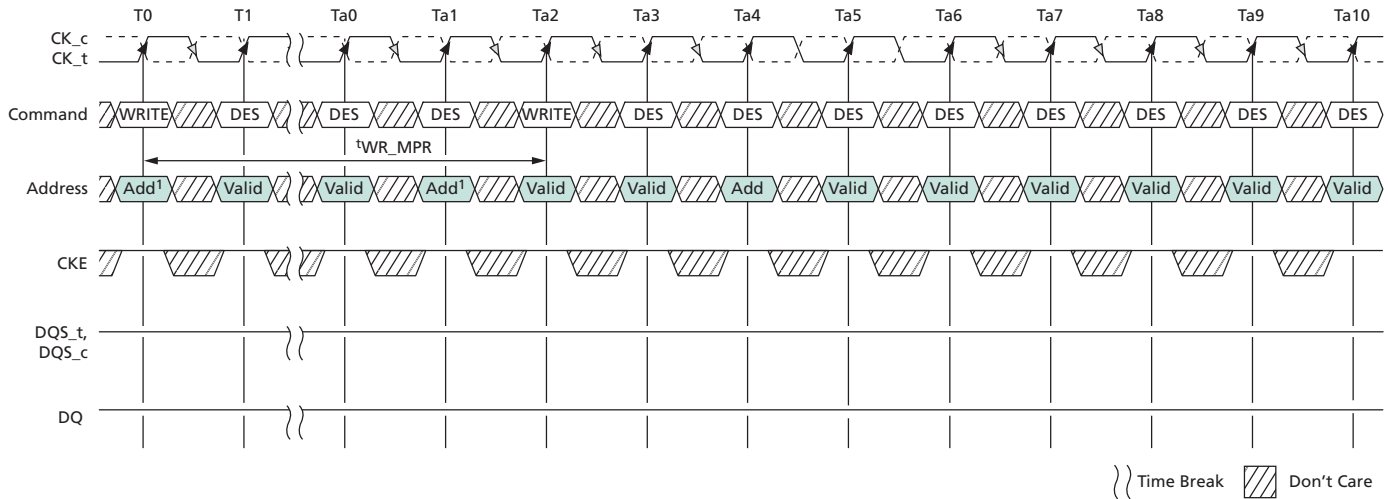 T0 T1 Ta0 Ta1 Ta2 Ta3 Ta4 Ta5 Ta6 Ta7 Ta8 Ta9 Ta10
CK_c
CK_t
Command WRITE DES DES DES WRITE DES DES DES DES DES DES DES DES
tWR_MPR
Address Add¹ Valid Valid Add¹ Valid Valid Add Valid Valid Valid Valid Valid Valid
CKE
DQS_t,
DQS_c
DQ
Time Break Don't Care